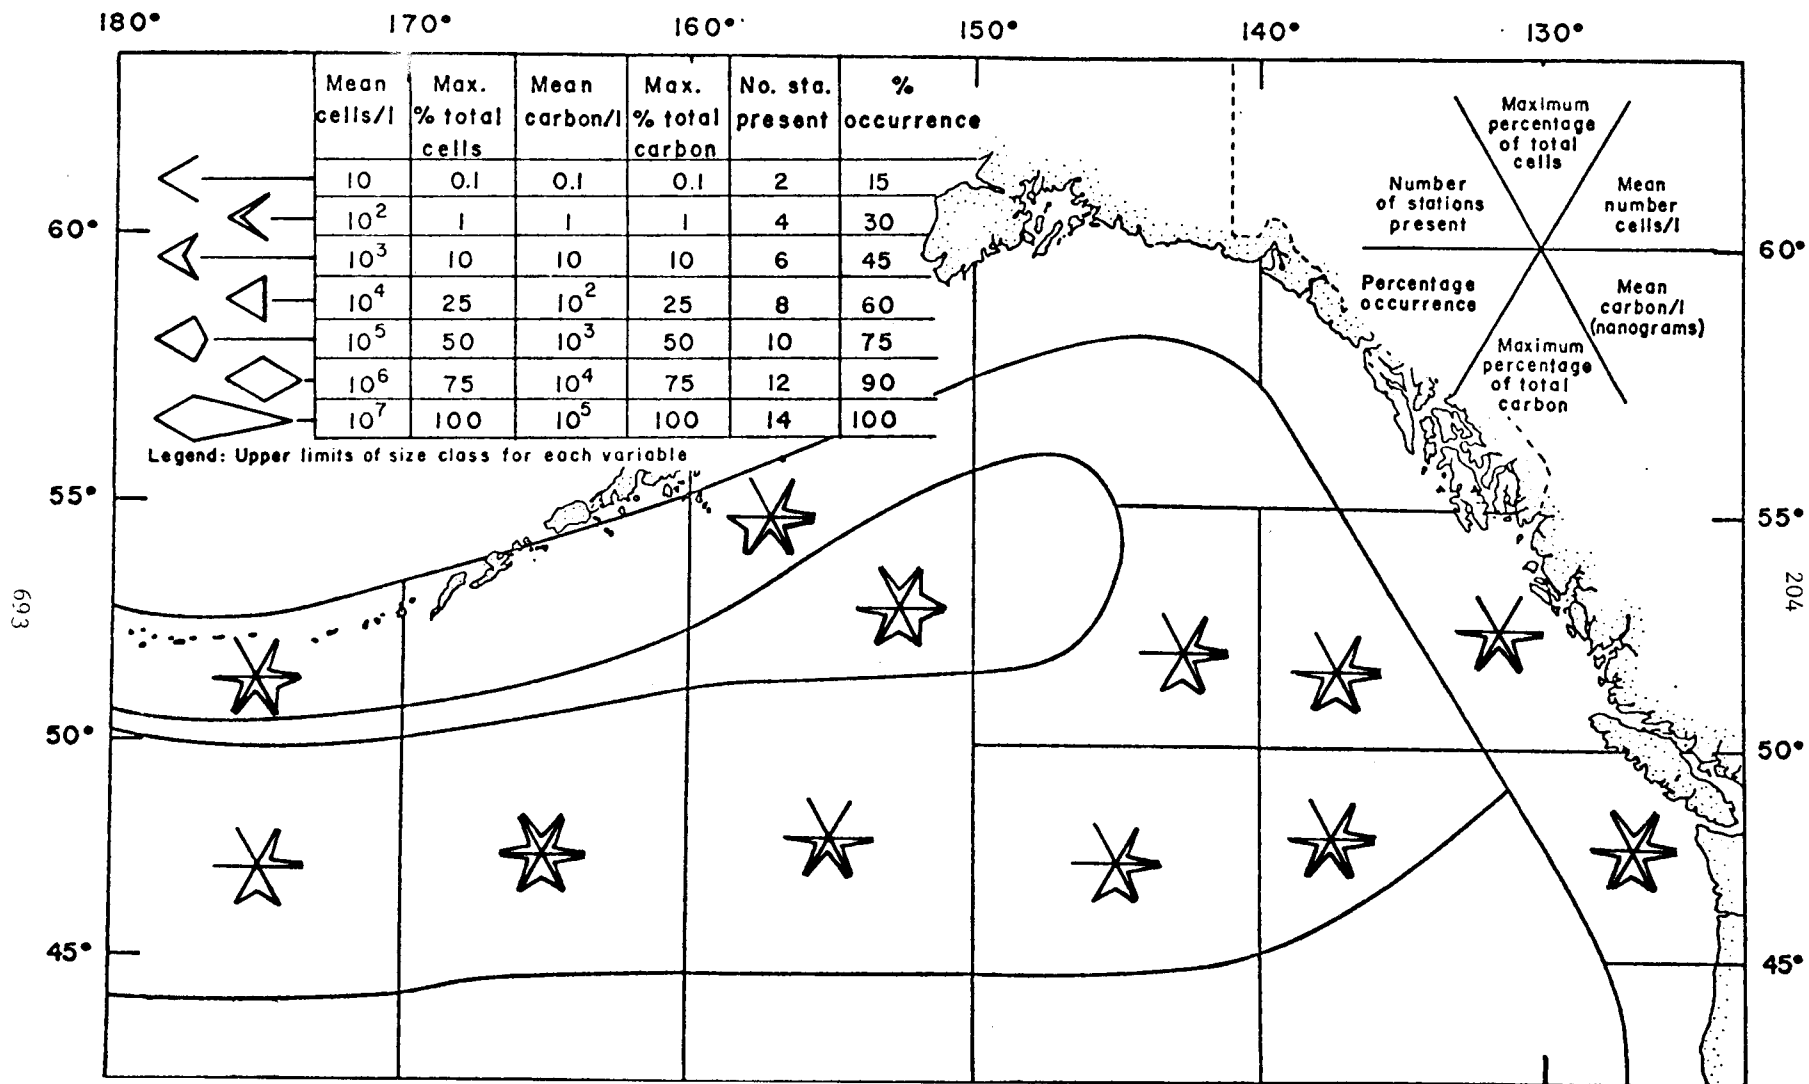 180° 170° 160° 150° 140° 130°
Mean cells/l Max. % total cells Mean carbon/l Max. % total carbon No. sta. present % occurrence
10 0.1 0.1 0.1 2 15
10² 1 1 1 4 30
10³ 10 10 10 6 45
10⁴ 25 10² 25 8 60
10⁵ 50 10³ 50 10 75
10⁶ 75 10⁴ 75 12 90
10⁷ 100 10⁵ 100 14 100
Legend: Upper limits of size class for each variable
Maximum
percentage
of total
cells
Number
of stations
present
Mean
number
cells/l
Percentage
occurrence
Mean
carbon/l
(nanograms)
Maximum
percentage
of total
carbon
60° 60°
55° 55°
50° 50°
45° 45°
693
204